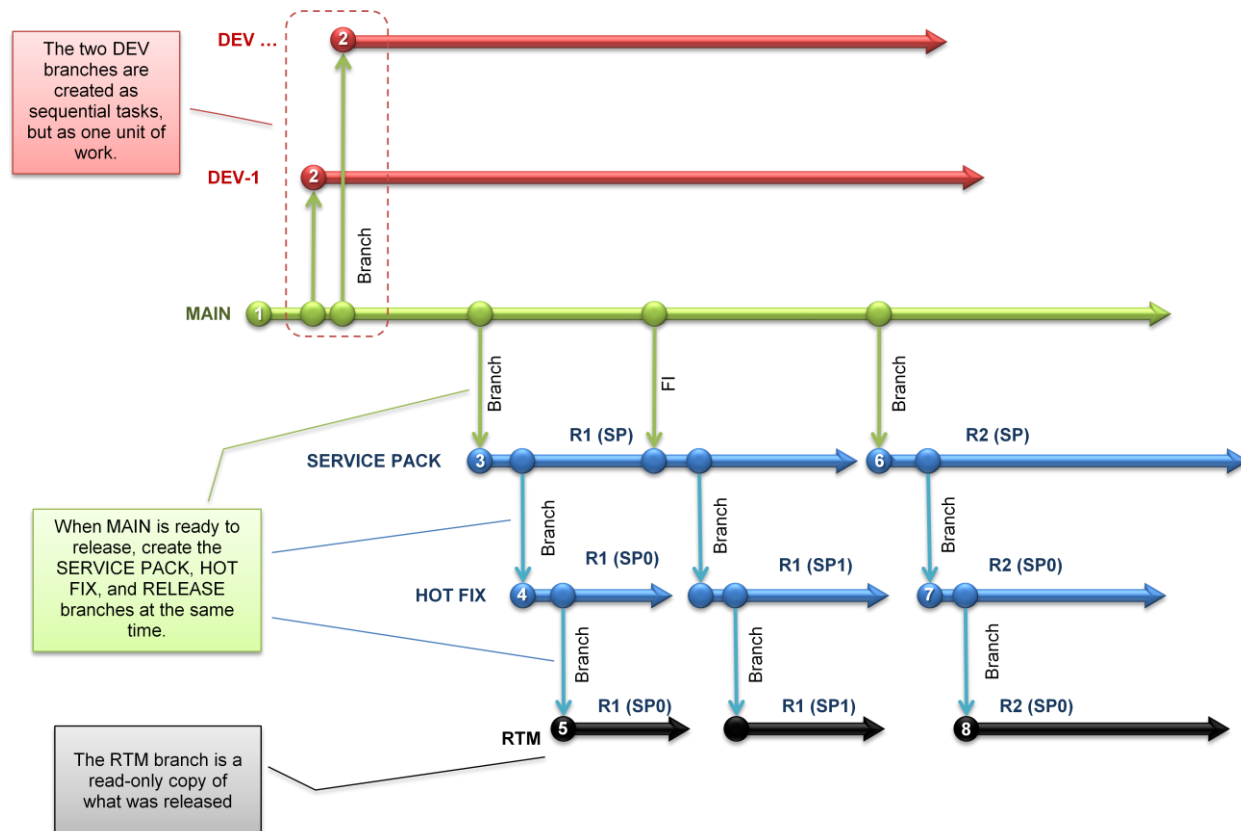 DEV ...
2
The two DEV
branches are
created as
sequential tasks,
but as one unit of
work.
DEV-1
2
Branch
MAIN
1
Branch
FI
Branch
R1 (SP)
R2 (SP)
SERVICE PACK
3
6
When MAIN is ready to
release, create the
SERVICE PACK, HOT
FIX, and RELEASE
branches at the same
time.
Branch
Branch
Branch
R1 (SP0)
R1 (SP1)
R2 (SP0)
HOT FIX
4
7
Branch
Branch
Branch
R1 (SP0)
R1 (SP1)
R2 (SP0)
RTM
5
8
The RTM branch is a
read-only copy of
what was released